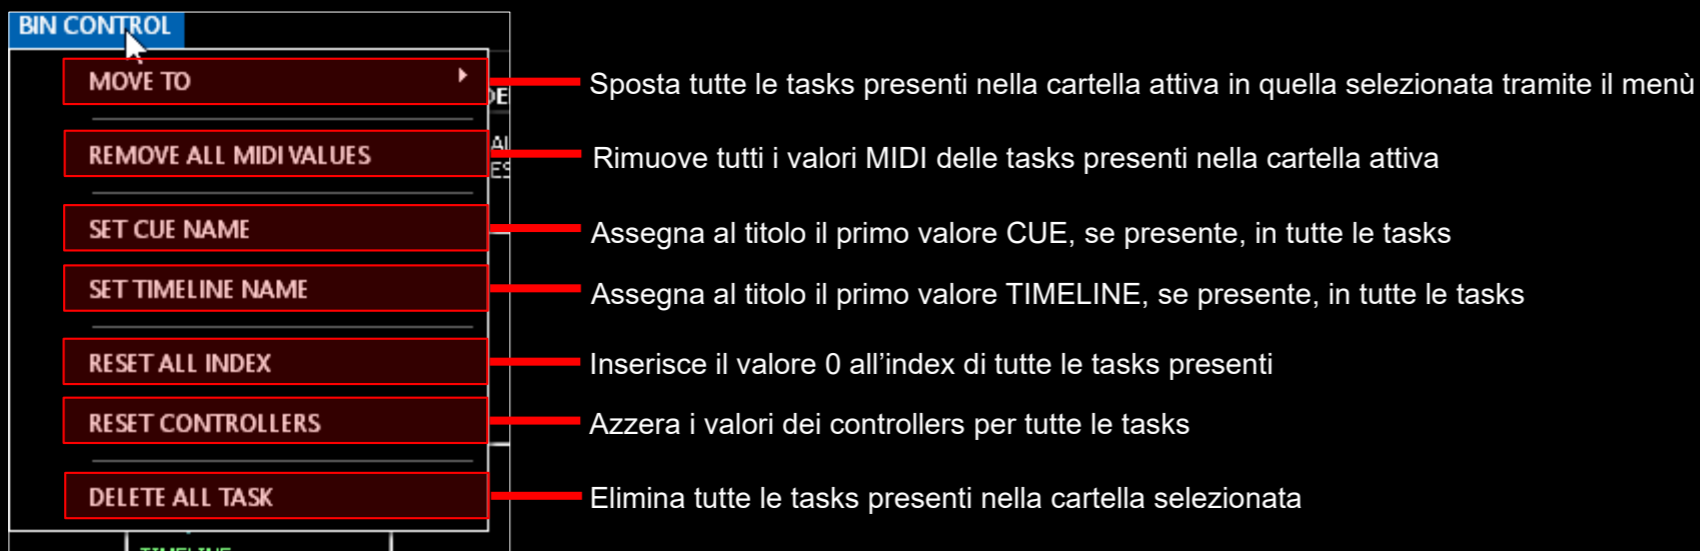 BIN CONTROL
MOVE TO
Sposta tutte le tasks presenti nella cartella attiva in quella selezionata tramite il menù
DE
REMOVE ALL MIDI VALUES
Rimuove tutti i valori MIDI delle tasks presenti nella cartella attiva
ES
SET CUE NAME
Assegna al titolo il primo valore CUE, se presente, in tutte le tasks
SET TIMELINE NAME
Assegna al titolo il primo valore TIMELINE, se presente, in tutte le tasks
RESET ALL INDEX
Inserisce il valore 0 all’index di tutte le tasks presenti
RESET CONTROLLERS
Azzera i valori dei controllers per tutte le tasks
DELETE ALL TASK
Elimina tutte le tasks presenti nella cartella selezionata
TIMELINE